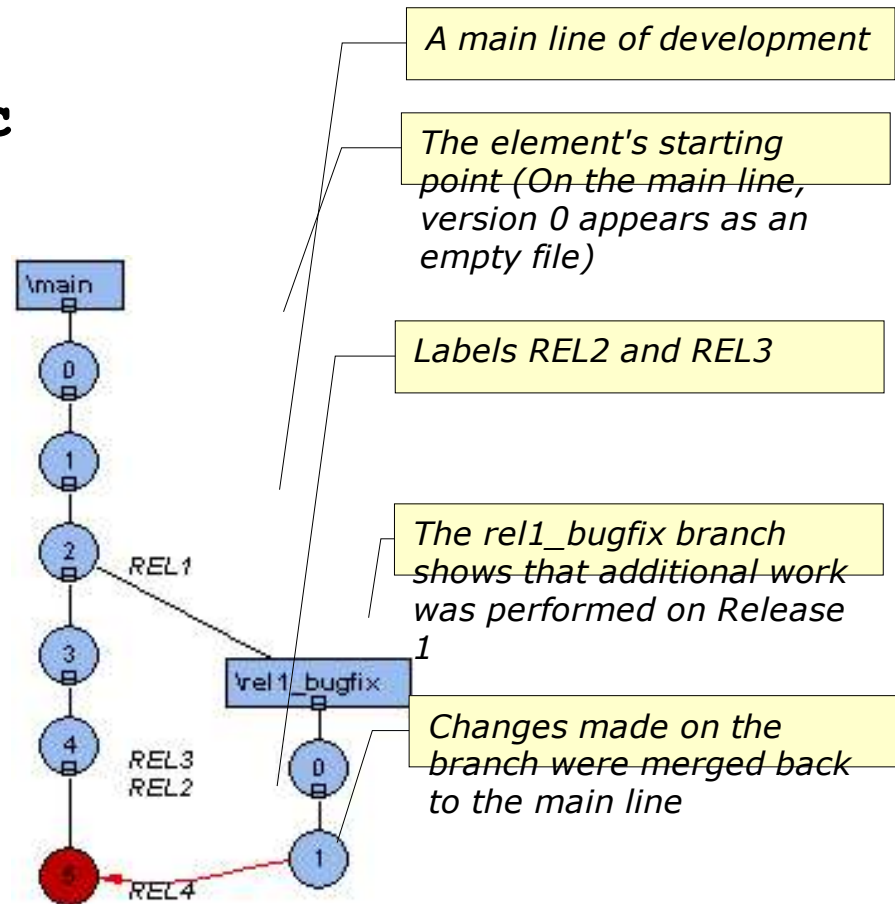 c
A main line of development
The element's starting
point (On the main line,
version 0 appears as an
empty file)
\main
0
Labels REL2 and REL3
1
2
REL1
The rel1_bugfix branch
shows that additional work
was performed on Release
1
3
\rel1_bugfix
4
REL3
REL2
0
Changes made on the
branch were merged back
to the main line
1
5
REL4